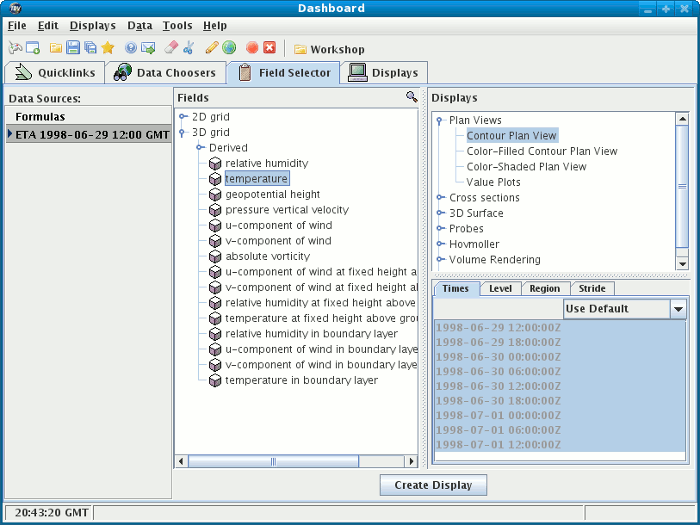 Dashboard
File Edit Displays Data Tools Help
Workshop
Quicklinks Data Choosers Field Selector Displays
Data Sources:
Formulas
ETA 1998-06-29 12:00 GMT
Fields
2D grid
3D grid
Derived
relative humidity
temperature
geopotential height
pressure vertical velocity
u-component of wind
v-component of wind
absolute vorticity
u-component of wind at fixed height a
v-component of wind at fixed height a
relative humidity at fixed height above
temperature at fixed height above grou
relative humidity in boundary layer
u-component of wind in boundary laye
v-component of wind in boundary laye
temperature in boundary layer
Displays
Plan Views
Contour Plan View
Color-Filled Contour Plan View
Color-Shaded Plan View
Value Plots
Cross sections
3D Surface
Probes
Hovmoller
Volume Rendering
Times Level Region Stride
Use Default
1998-06-29 12:00:00Z
1998-06-29 18:00:00Z
1998-06-30 00:00:00Z
1998-06-30 06:00:00Z
1998-06-30 12:00:00Z
1998-06-30 18:00:00Z
1998-07-01 00:00:00Z
1998-07-01 06:00:00Z
1998-07-01 12:00:00Z
Create Display
20:43:20 GMT